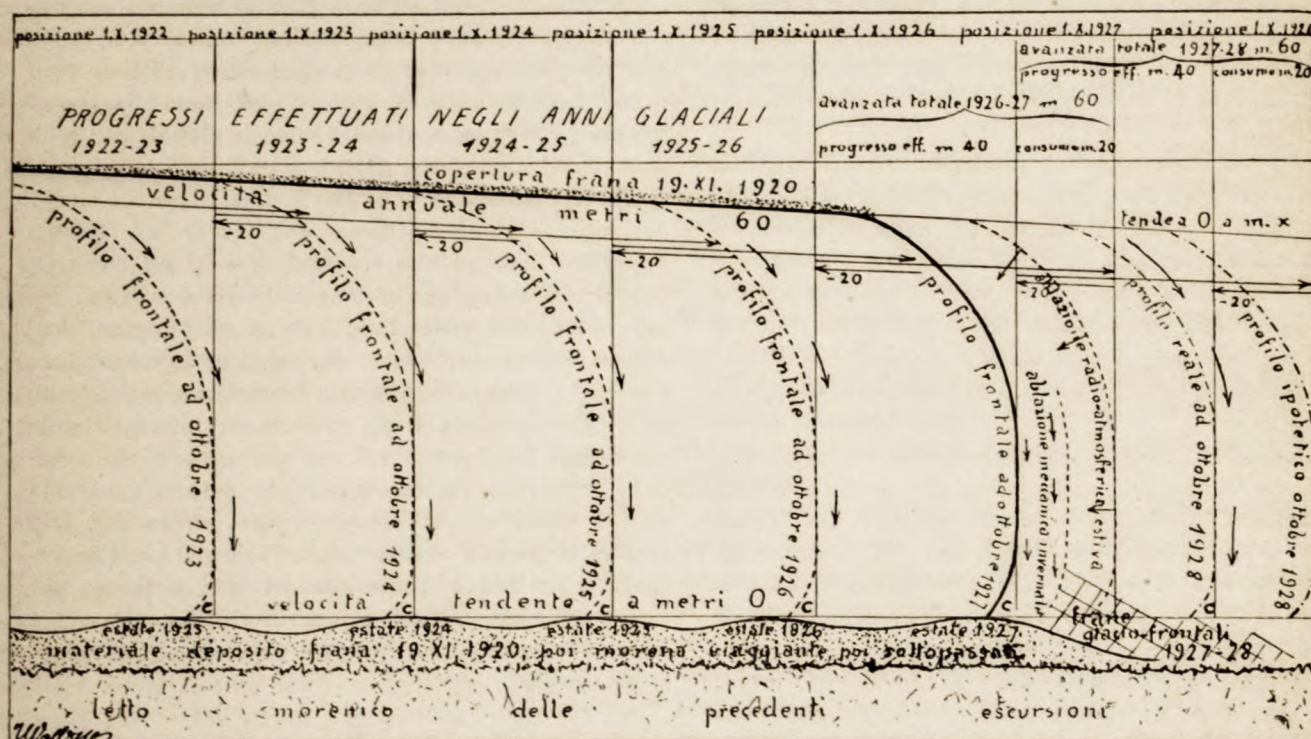 posizione 1.X.1922 posizione 1.X.1923 posizione 1.X.1924 posizione 1.X.1925 posizione 1.X.1926 posizione 1.X.1927 posizione 1.X.1928
avanzata totale 1927-28 m. 60
progresso eff. m. 40 consumo m. 20
avanzata totale 1926-27 m 60
progresso eff. m 40 consumo m. 20
PROGRESSI EFFETTUATI NEGLI ANNI GLACIALI
1922-23 1923-24 1924-25 1925-26
copertura frana 19.XI.1920
velocità annuale metri 60
tende a 0 a m. x
-20 -20 -20 -20 -20 -20
profilo frontale ad ottobre 1923
profilo frontale ad ottobre 1924
profilo frontale ad ottobre 1925
profilo frontale ad ottobre 1926
profilo frontale ad ottobre 1927
ablazione meccanica invernale
ablazione radio-atmosferica estiva
profilo reale ad ottobre 1928
profilo ipotetico ottobre 1928
velocità tendente a metri 0
c c c c c c
estate 1923 estate 1924 estate 1925 estate 1926 estate 1927
frane
glacio-frontali
1927-28
materiale deposito frana 19 XI 1920, poi morena viaggiante, poi sottopassata
letto morenico delle precedenti escursioni